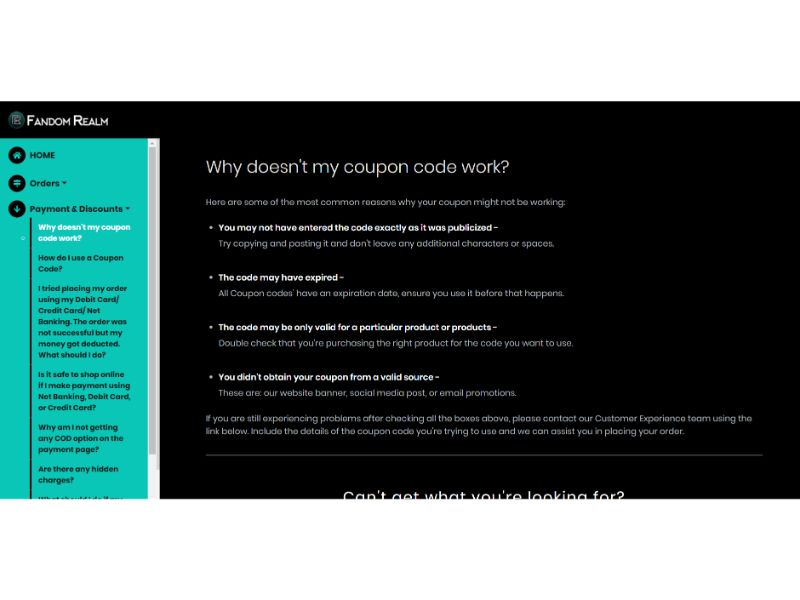 FANDOM REALM
HOME
Orders
Payment & Discounts
Why doesn't my coupon
code work?
How do I use a Coupon
Code?
I tried placing my order
using my Debit Card/
Credit Card/ Net
Banking. The order was
not successful but my
money got deducted.
What should I do?
Is it safe to shop online
if I make payment using
Net Banking, Debit Card,
or Credit Card?
Why am I not getting
any COD option on the
payment page?
Are there any hidden
charges?
What should I do if my
Why doesn't my coupon code work?
Here are some of the most common reasons why your coupon might not be working:
• You may not have entered the code exactly as it was publicized -
Try copying and pasting it and don't leave any additional characters or spaces,
• The code may have expired -
All Coupon codes' have an expiration date, ensure you use it before that happens.
• The code may be only valid for a particular product or products -
Double check that you're purchasing the right product for the code you want to use.
• You didn't obtain your coupon from a valid source -
These are: our website banner, social media post, or email promotions.
If you are still experiencing problems after checking all the boxes above, please contact our Customer Experience team using the
link below. Include the details of the coupon code you're trying to use and we can assist you in placing your order.
Can't get what you're looking for?